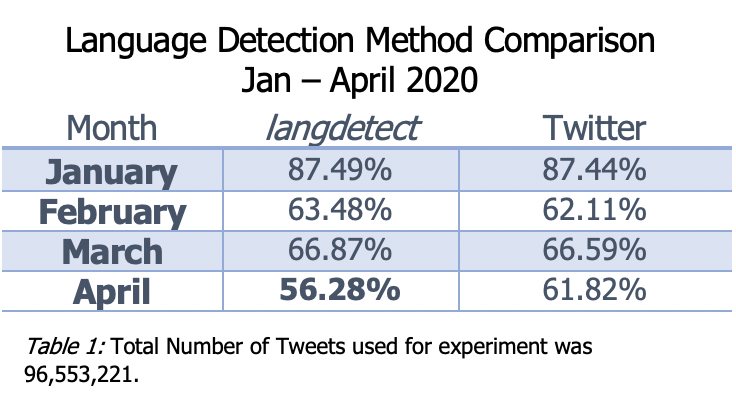 Language Detection Method Comparison
Jan – April 2020
Month langdetect Twitter
January 87.49% 87.44%
February 63.48% 62.11%
March 66.87% 66.59%
April 56.28% 61.82%
Table 1: Total Number of Tweets used for experiment was
96,553,221.